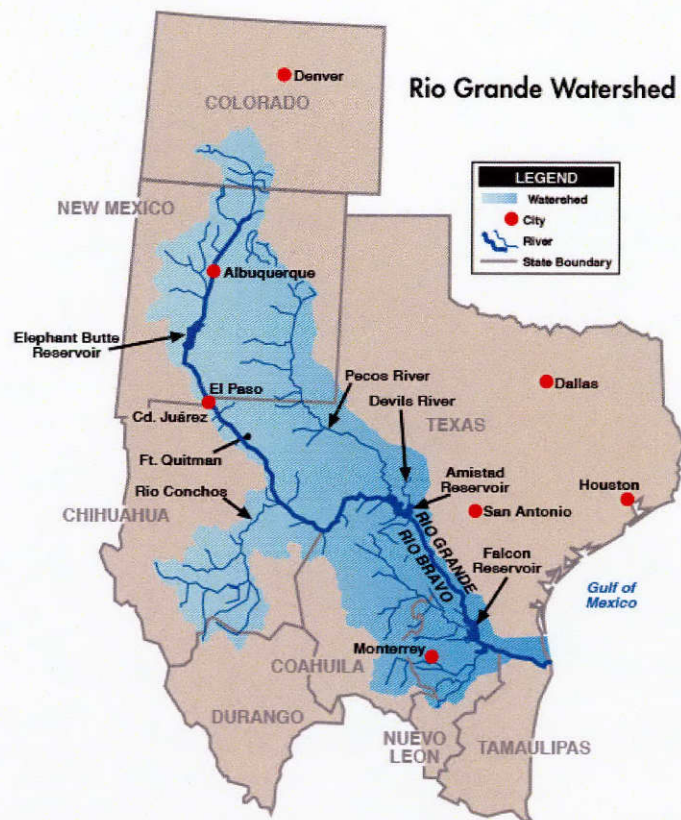 Rio Grande Watershed
LEGEND
Watershed
City
River
State Boundary
Denver
COLORADO
NEW MEXICO
Albuquerque
Elephant Butte
Reservoir
El Paso
Cd. Juárez
Ft. Quitman
Rio Conchos
CHIHUAHUA
Pecos River
Devils River
TEXAS
Dallas
Amistad
Reservoir
Houston
San Antonio
RIO GRANDE
RIO BRAVO
Falcon
Reservoir
Gulf of
Mexico
Monterrey
COAHUILA
DURANGO
NUEVO
LEON
TAMAULIPAS